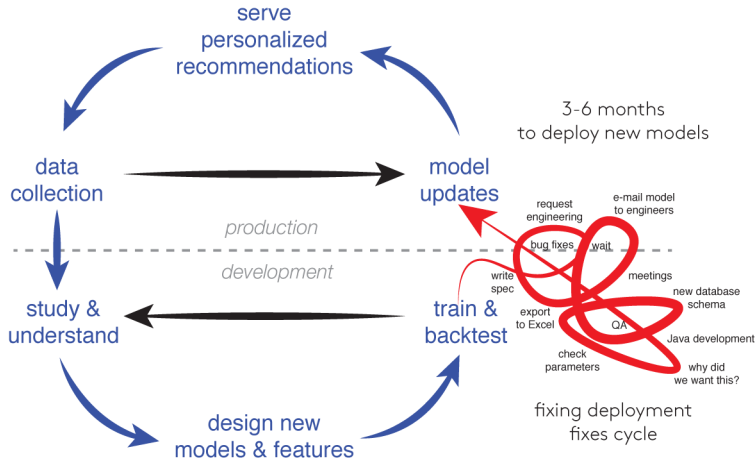 serve
personalized
recommendations
3-6 months
to deploy new models
data
collection
model
updates
production
development
request
engineering
e-mail model
to engineers
bug fixes
wait
write
spec
meetings
new database
schema
export
to Excel
QA
Java development
check
parameters
why did
we want this?
study &
understand
train &
backtest
design new
models & features
fixing deployment
fixes cycle